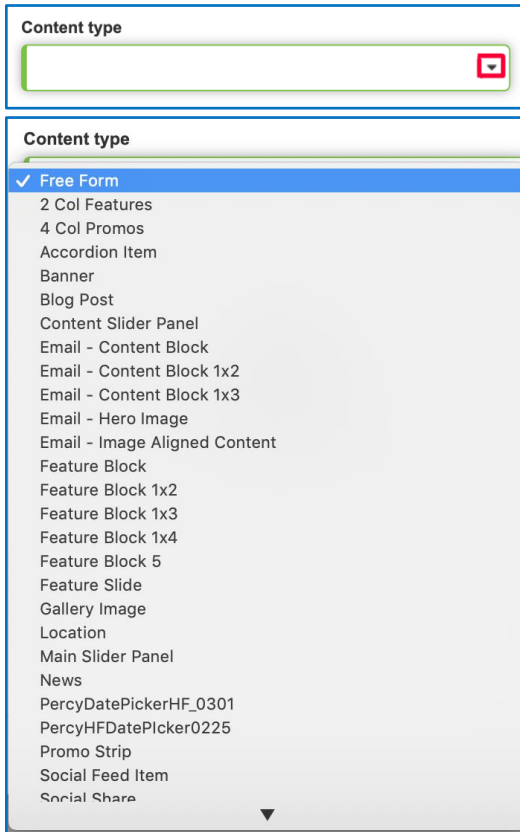 Content type
Content type
Free Form
2 Col Features
4 Col Promos
Accordion Item
Banner
Blog Post
Content Slider Panel
Email - Content Block
Email - Content Block 1x2
Email - Content Block 1x3
Email - Hero Image
Email - Image Aligned Content
Feature Block
Feature Block 1x2
Feature Block 1x3
Feature Block 1x4
Feature Block 5
Feature Slide
Gallery Image
Location
Main Slider Panel
News
PercyDatePickerHF_0301
PercyHFDatePIcker0225
Promo Strip
Social Feed Item
Social Share